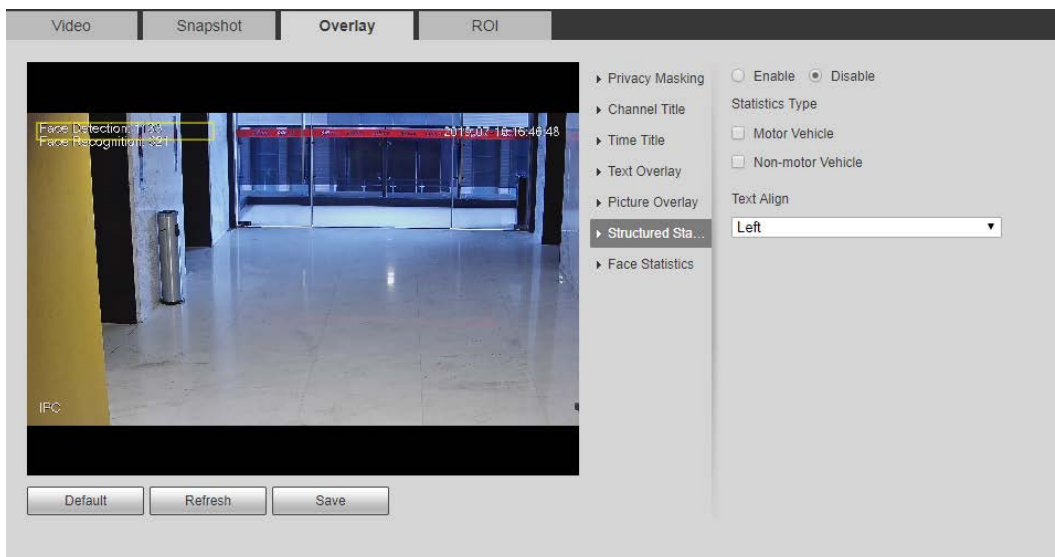 Video
Snapshot
Overlay
ROI
Face Detection:
Face Recognition:
IPC
Privacy Masking
Channel Title
Time Title
Text Overlay
Picture Overlay
Structured Sta...
Face Statistics
Enable
Disable
Statistics Type
Motor Vehicle
Non-motor Vehicle
Text Align
Left
Default
Refresh
Save